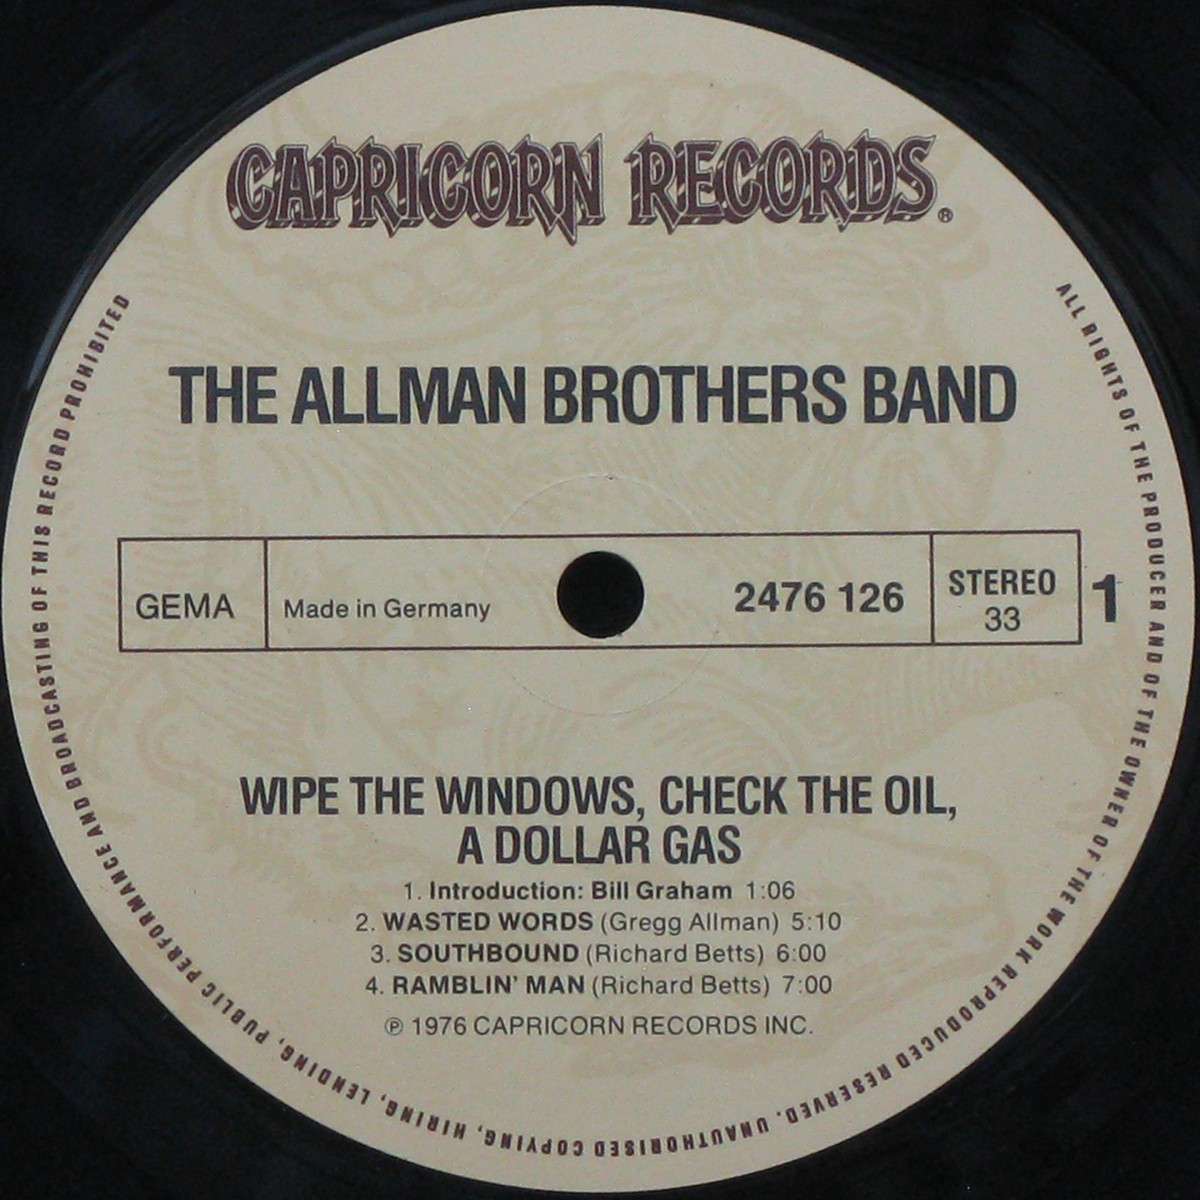 CAPRICORN RECORDS®
THE ALLMAN BROTHERS BAND
GEMA
Made in Germany
2476 126
STEREO
33
1
WIPE THE WINDOWS, CHECK THE OIL,
A DOLLAR GAS
1. Introduction: Bill Graham 1:06
2. WASTED WORDS (Gregg Allman) 5:10
3. SOUTHBOUND (Richard Betts) 6:00
4. RAMBLIN' MAN (Richard Betts) 7:00
℗ 1976 CAPRICORN RECORDS INC.
ALL RIGHTS OF THE PRODUCER AND OF THE OWNER OF THE WORK REPRODUCED RESERVED. UNAUTHORISED COPYING, HIRING, LENDING, PUBLIC PERFORMANCE AND BROADCASTING OF THIS RECORD PROHIBITED